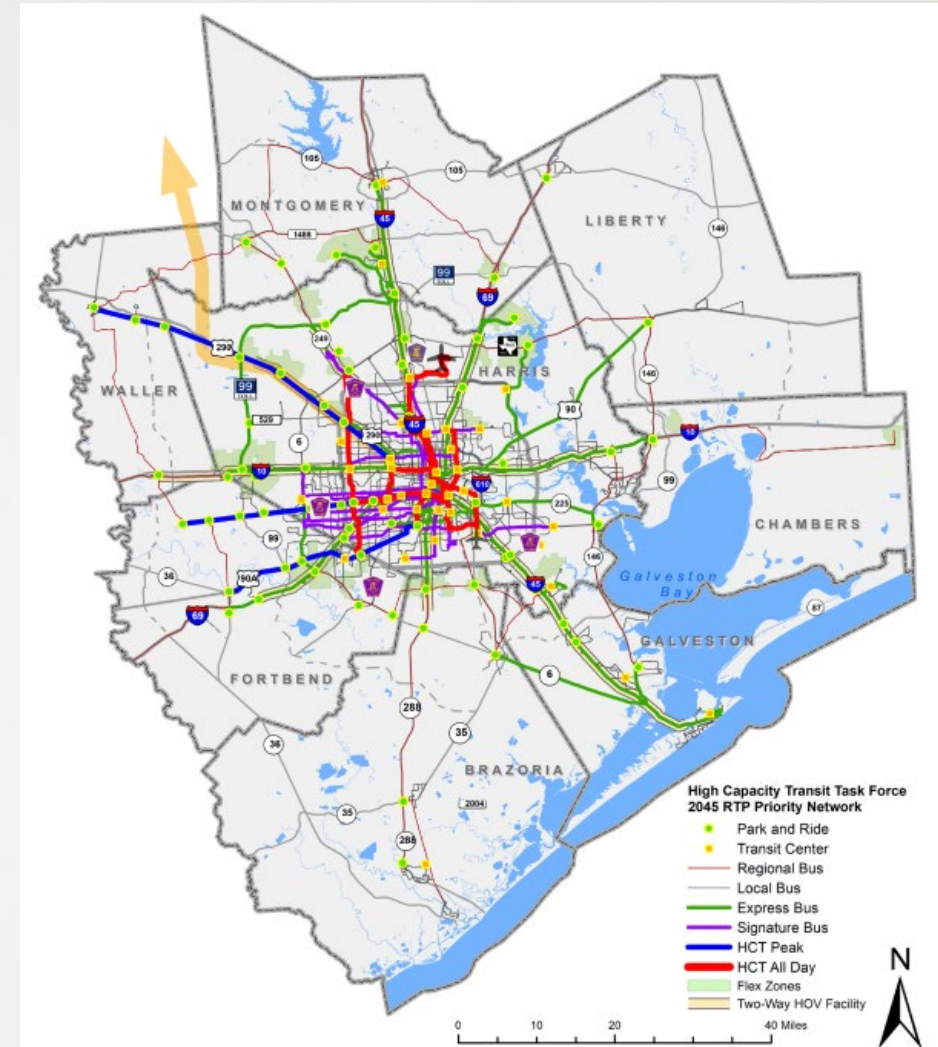 105
105
MONTGOMERY
45
LIBERTY
146
1488
99
69
290
249
HARRIS
WALLER
99
146
529
90
45
6
290
10
10
610
99
225
CHAMBERS
99
146
36
90A
Galveston
Bay
45
87
69
GALVESTON
FORTBEND
6
288
36
35
BRAZORIA
2004
35
288
High Capacity Transit Task Force
2045 RTP Priority Network
Park and Ride
Transit Center
Regional Bus
Local Bus
Express Bus
Signature Bus
HCT Peak
HCT All Day
Flex Zones
Two-Way HOV Facility
N
0 10 20 40 Miles